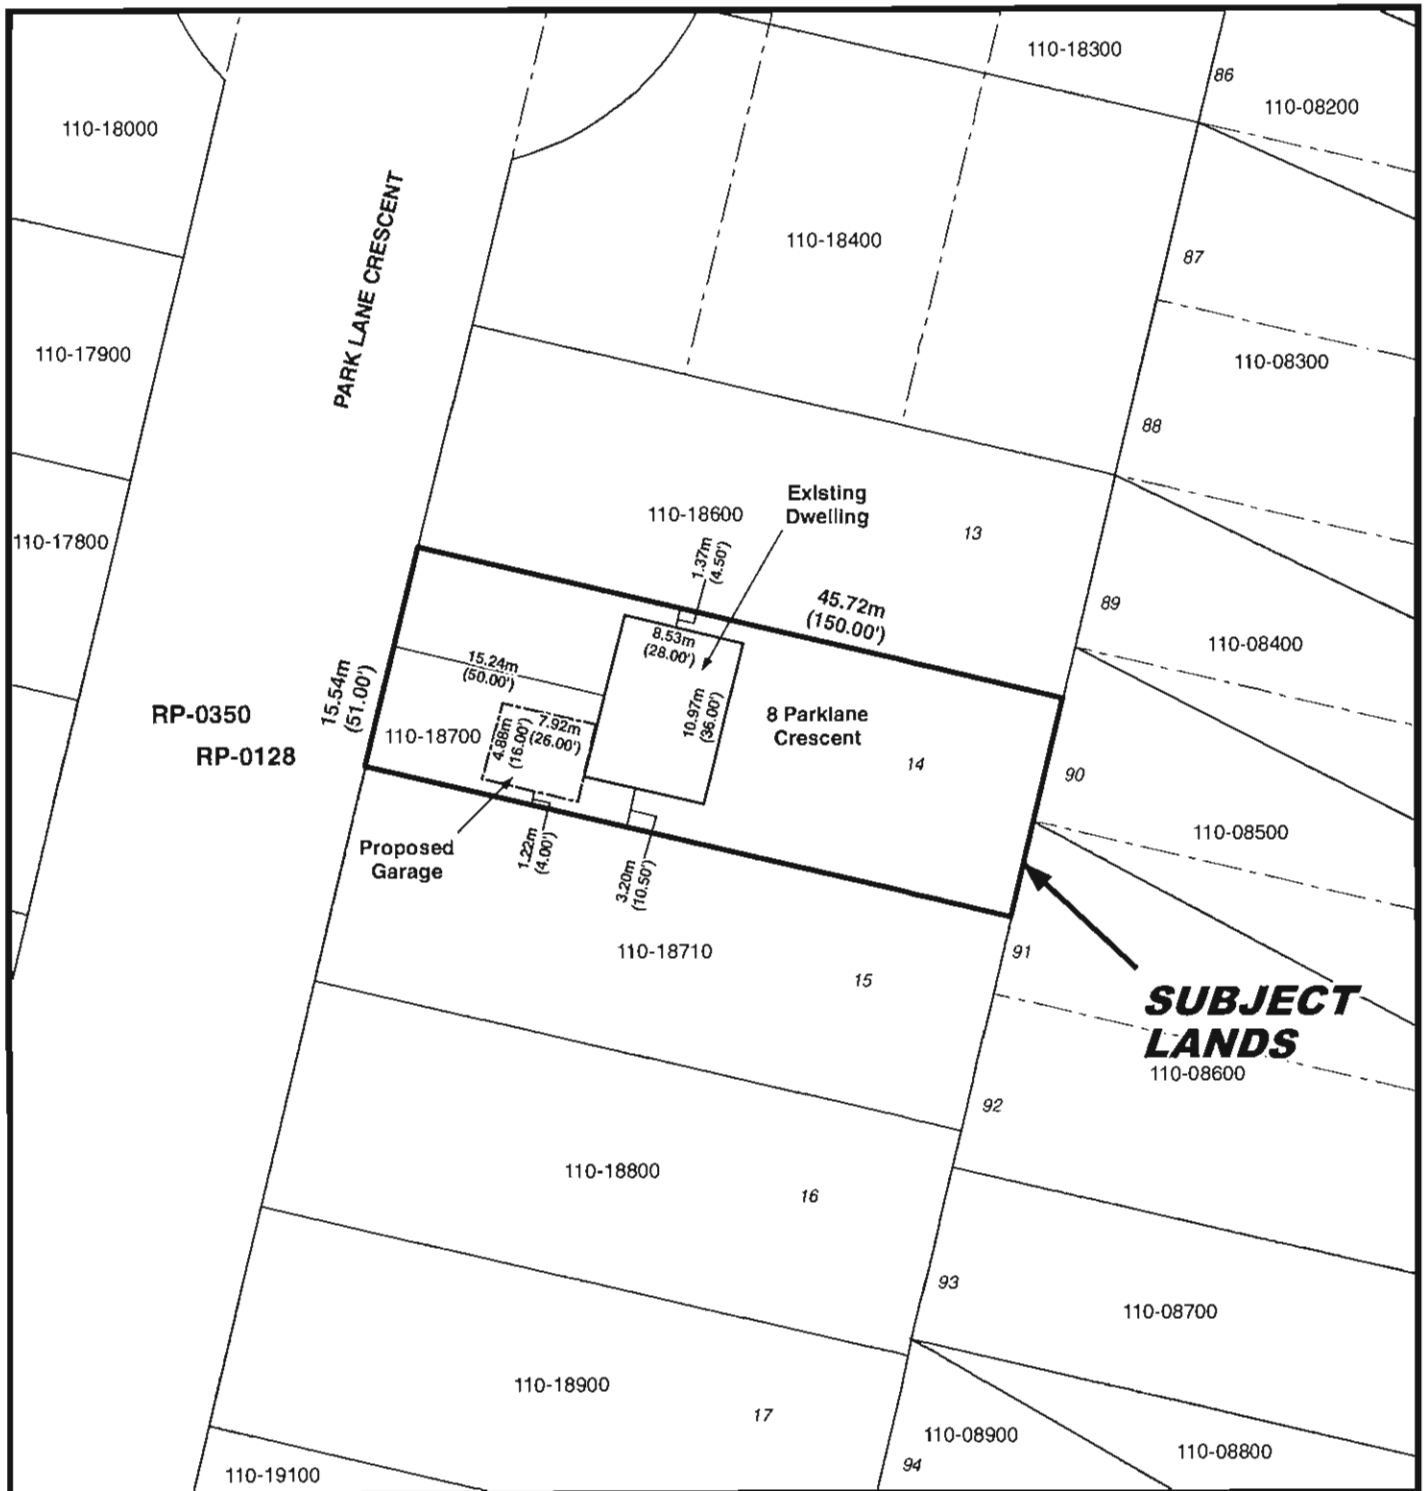 110-18300
86
110-08200
110-18000
PARK LANE CRESCENT
110-18400
87
110-17900
110-08300
88
Existing
Dwelling
110-18600
13
110-17800
1.37m
(4.50')
89
45.72m
(150.00')
110-08400
8.53m
(28.00')
15.24m
(50.00')
15.54m
(51.00')
10.97m
(36.00')
RP-0350
8 Parklane
Crescent
110-18700
4.88m
(16.00')
7.92m
(26.00')
RP-0128
14
90
110-08500
Proposed
Garage
1.22m
(4.00')
3.20m
(10.50')
110-18710
91
15
SUBJECT
LANDS
110-08600
92
110-18800
16
93
110-08700
110-18900
17
110-08900
110-08800
94
110-19100